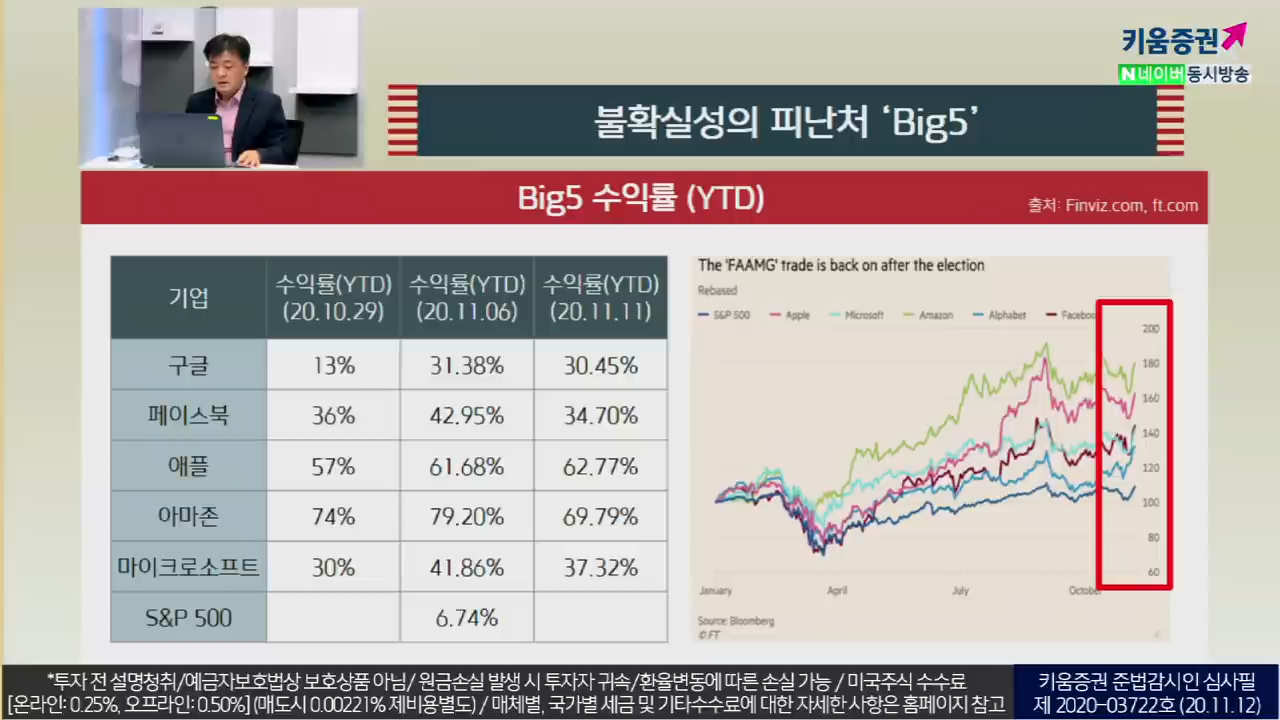 키움증권
N 네이버 동시방송
불확실성의 피난처 ‘Big5’
Big5 수익률 (YTD)
출처: Finviz.com, ft.com
기업 수익률(YTD) (20.10.29) 수익률(YTD) (20.11.06) 수익률(YTD) (20.11.11)
구글 13% 31.38% 30.45%
페이스북 36% 42.95% 34.70%
애플 57% 61.68% 62.77%
아마존 74% 79.20% 69.79%
마이크로소프트 30% 41.86% 37.32%
S&P 500 6.74%
The 'FAAMG' trade is back on after the election
Rebased
S&P 500 Apple Microsoft Amazon Alphabet Faceboo
200
180
160
140
120
100
80
60
January April July October
Source: Bloomberg
© FT
*투자 전 설명청취/예금자보호법상 보호상품 아님/ 원금손실 발생 시 투자자 귀속/환율변동에 따른 손실 가능 / 미국주식 수수료
[온라인: 0.25%, 오프라인: 0.50%] (매도시 0.00221% 제비용별도) / 매체별, 국가별 세금 및 기타수수료에 대한 자세한 사항은 홈페이지 참고
키움증권 준법감시인 심사필
제 2020-03722호 (20.11.12)